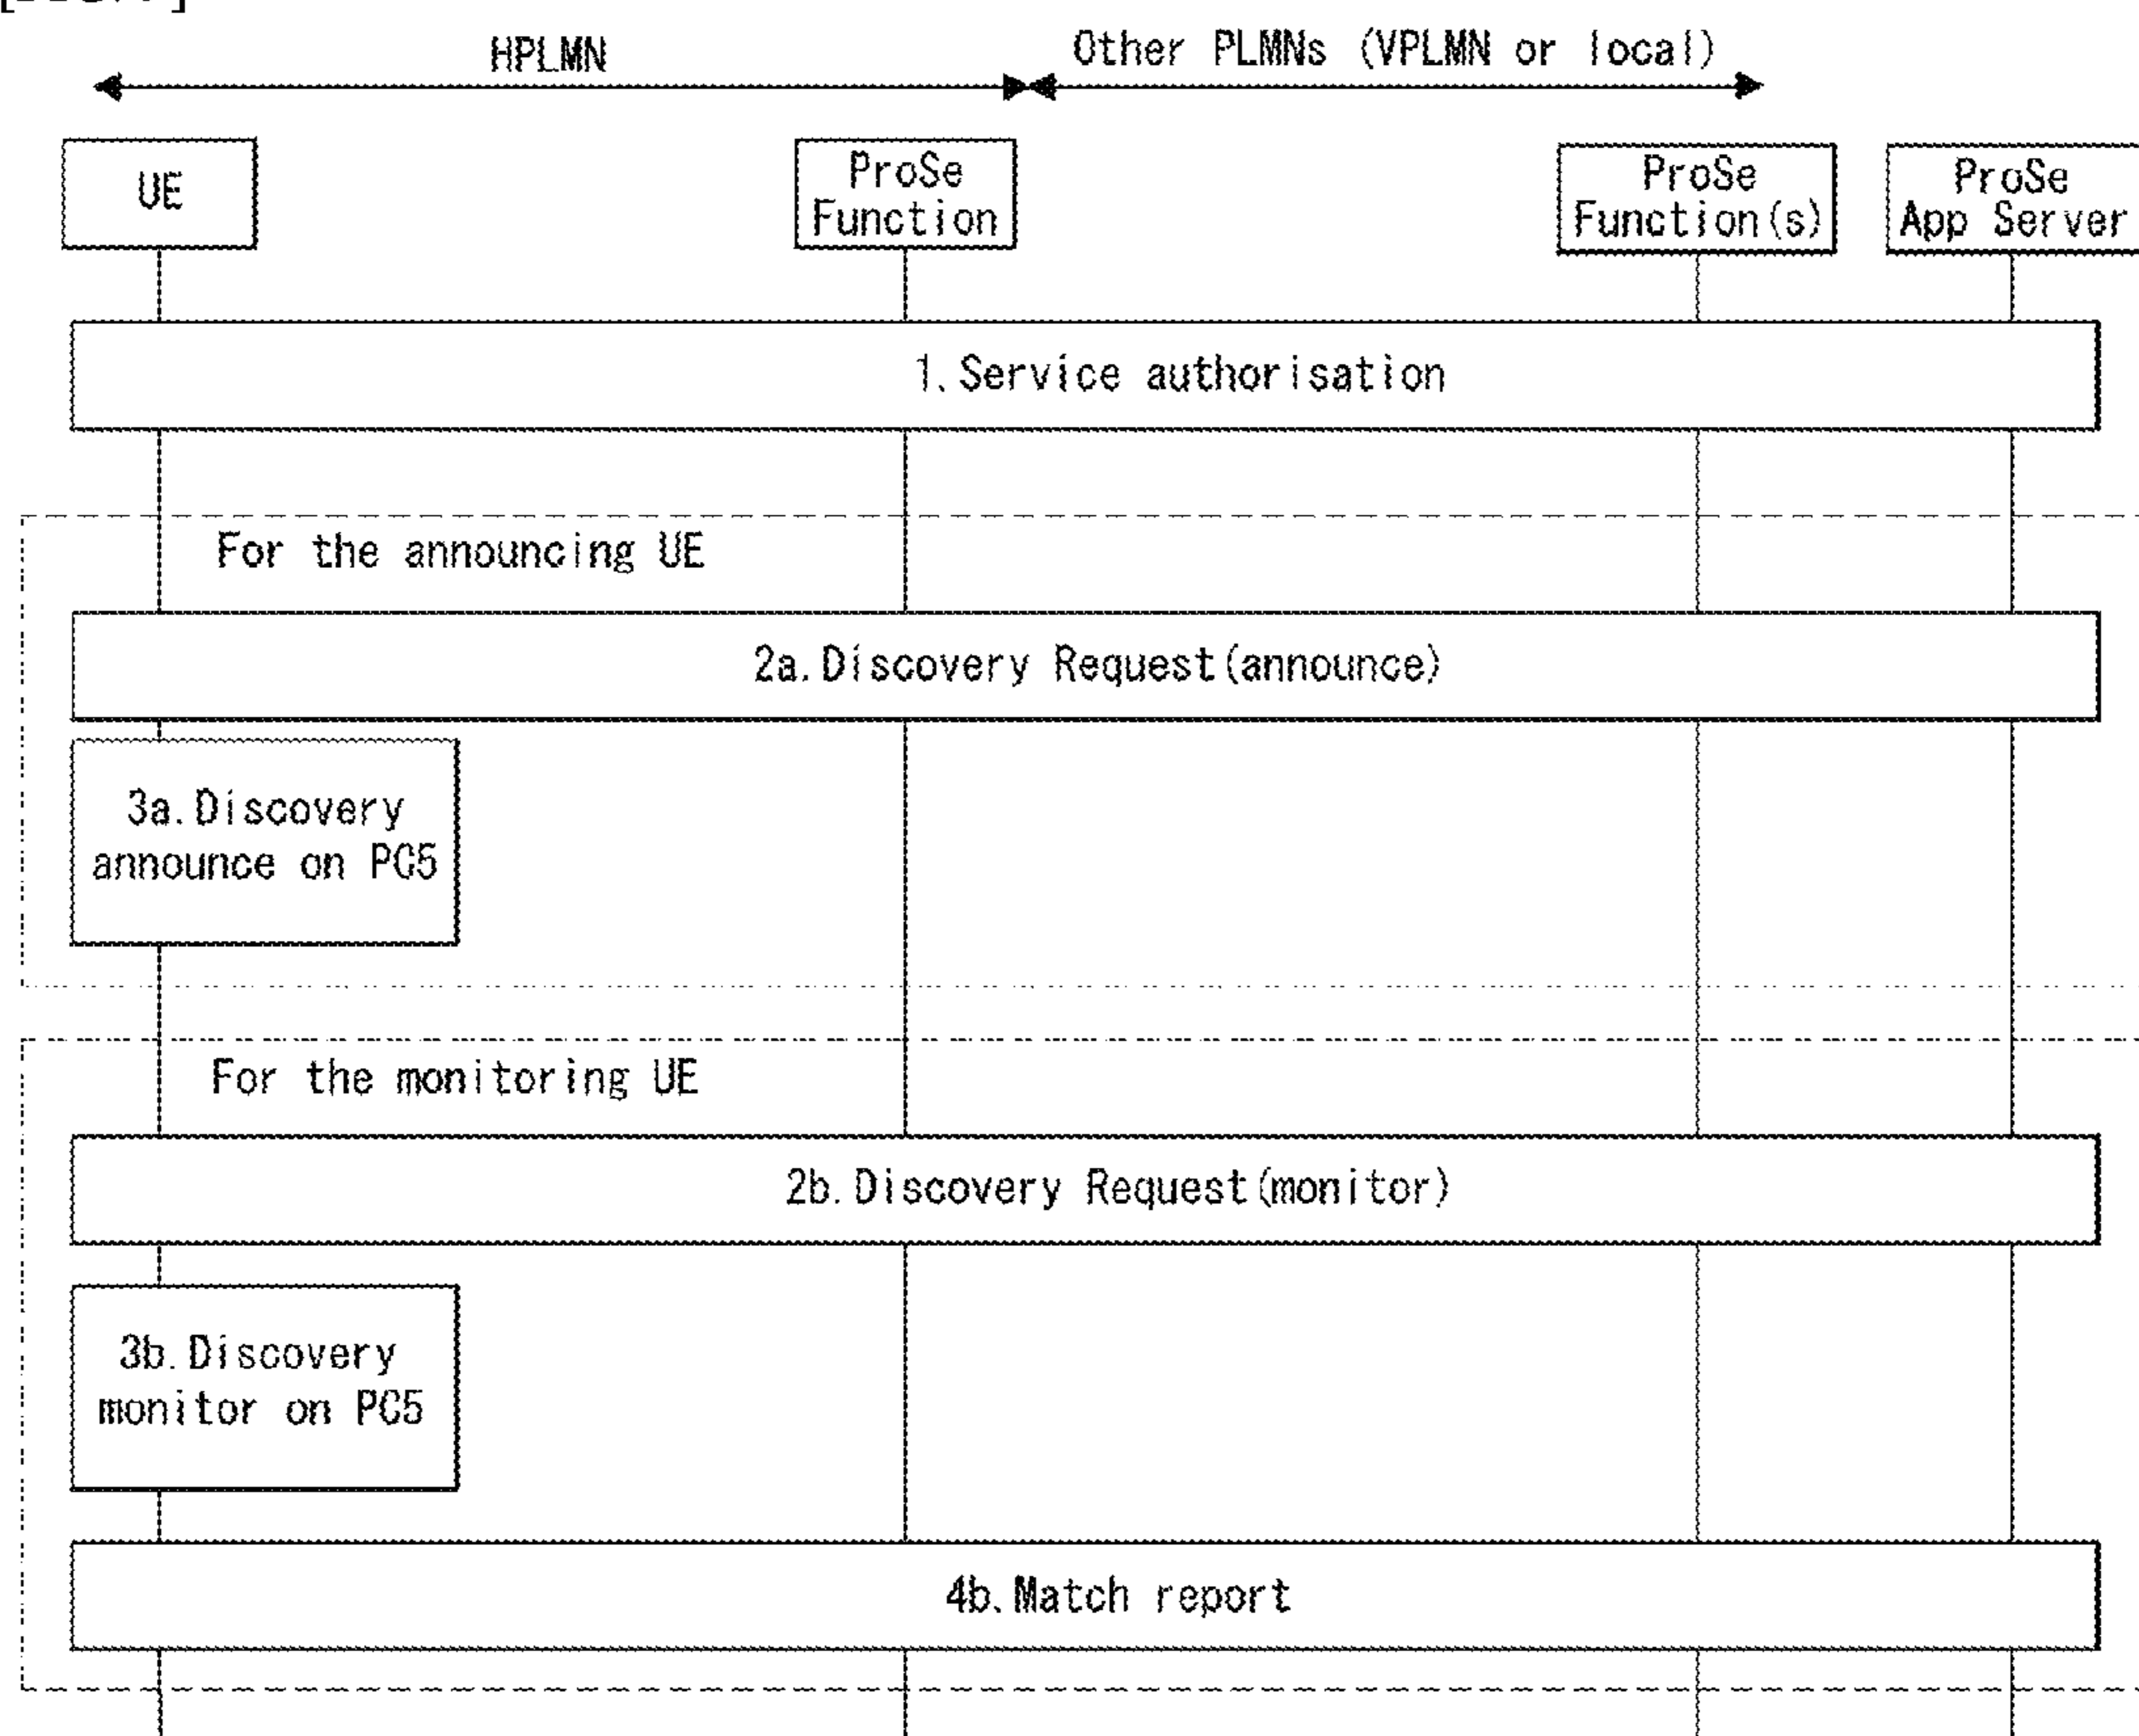 HPLMN
Other PLMNs (VPLMN or local)
UE
ProSe
Function
ProSe
Function(s)
ProSe
App Server
1.Service authorisation
For the announcing UE
2a.Discovery Request(announce)
3a.Discovery
announce on PC5
For the monitoring UE
2b.Discovery Request(monitor)
3b.Discovery
monitor on PC5
4b.Match report